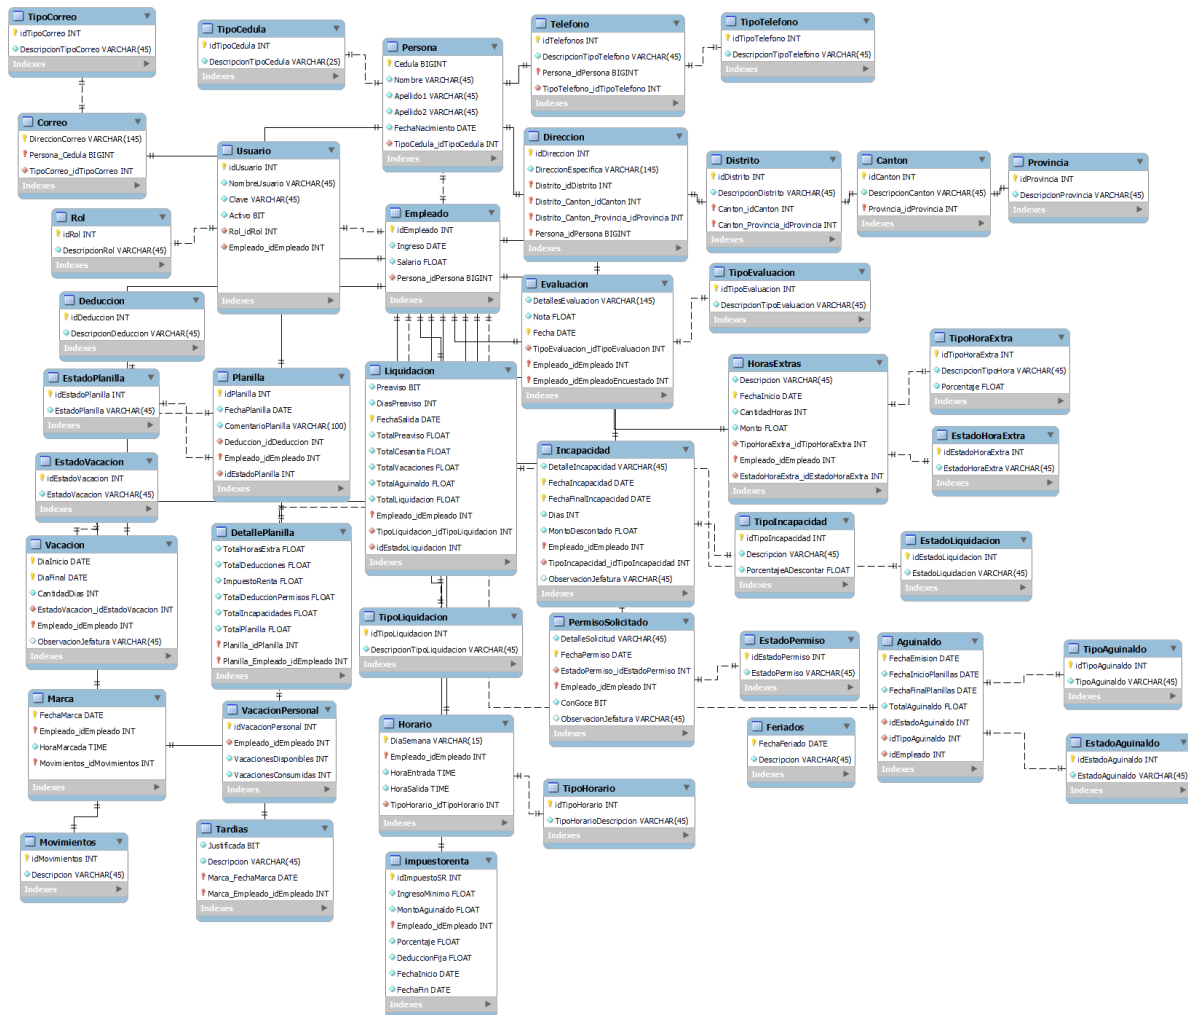 TipoCorreo
idTipoCorreo INT
DescripcionTipoCorreo VARCHAR(45)
Indexes
TipoCedula
idTipoCedula INT
DescripcionTipoCedula VARCHAR(25)
Indexes
Persona
Cedula BIGINT
Nombre VARCHAR(45)
Apellido1 VARCHAR(45)
Apellido2 VARCHAR(45)
FechaNacimiento DATE
TipoCedula_idTipoCedula INT
Indexes
Telefono
idTelefonos INT
DescripcionTipoTelefono VARCHAR(45)
Persona_idPersona BIGINT
TipoTelefono_idTipoTelefono INT
Indexes
TipoTelefono
idTipoTelefono INT
DescripcionTipoTelefono VARCHAR(45)
Indexes
Correo
DireccionCorreo VARCHAR(145)
Persona_Cedula BIGINT
TipoCorreo_idTipoCorreo INT
Indexes
Usuario
idUsuario INT
NombreUsuario VARCHAR(45)
Clave VARCHAR(45)
Activo BIT
Rol_idRol INT
Empleado_idEmpleado INT
Indexes
Direccion
idDireccion INT
DireccionEspecifica VARCHAR(145)
Distrito_idDistrito INT
Distrito_Canton_idCanton INT
Distrito_Canton_Provincia_idProvincia INT
Persona_idPersona BIGINT
Indexes
Distrito
idDistrito INT
DescripcionDistrito VARCHAR(45)
Canton_idCanton INT
Canton_Provincia_idProvincia INT
Indexes
Canton
idCanton INT
DescripcionCanton VARCHAR(45)
Provincia_idProvincia INT
Indexes
Provincia
idProvincia INT
DescripcionProvincia VARCHAR(45)
Indexes
Rol
idRol INT
DescripcionRol VARCHAR(45)
Indexes
Empleado
idEmpleado INT
Ingreso DATE
Salario FLOAT
Persona_idPersona BIGINT
Indexes
Deduccion
idDeduccion INT
DescripcionDeduccion VARCHAR(45)
Indexes
Evaluacion
DetallesEvaluacion VARCHAR(145)
Nota FLOAT
Fecha DATE
TipoEvaluacion_idTipoEvaluacion INT
Empleado_idEmpleado INT
Empleado_idEmpleadoEncuestado INT
Indexes
TipoEvaluacion
idTipoEvaluacion INT
DescripcionTipoEvaluacion VARCHAR(45)
Indexes
EstadoPlanilla
idEstadoPlanilla INT
EstadoPlanilla VARCHAR(45)
Indexes
Planilla
idPlanilla INT
FechaPlanilla DATE
ComentarioPlanilla VARCHAR(100)
Deduccion_idDeduccion INT
Empleado_idEmpleado INT
idEstadoPlanilla INT
Indexes
Liquidacion
Preaviso BIT
DiasPreaviso INT
FechaSalida DATE
TotalPreaviso FLOAT
TotalCesantia FLOAT
TotalVacaciones FLOAT
TotalAguinaldo FLOAT
TotalLiquidacion FLOAT
Empleado_idEmpleado INT
TipoLiquidacion_idTipoLiquidacion INT
idEstadoLiquidacion INT
Indexes
HorasExtras
Descripcion VARCHAR(45)
FechaInicio DATE
CantidadHoras INT
Monto FLOAT
TipoHoraExtra_idTipoHoraExtra INT
Empleado_idEmpleado INT
EstadoHoraExtra_idEstadoHoraExtra INT
Indexes
TipoHoraExtra
idTipoHoraExtra INT
DescripcionTipoHora VARCHAR(45)
Porcentaje FLOAT
Indexes
EstadoHoraExtra
idEstadoHoraExtra INT
EstadoHoraExtra VARCHAR(45)
Indexes
EstadoVacacion
idEstadoVacacion INT
EstadoVacacion VARCHAR(45)
Indexes
Incapacidad
DetalleIncapacidad VARCHAR(45)
FechaIncapacidad DATE
FechaFinalIncapacidad DATE
Dias INT
MontoDescontado FLOAT
Empleado_idEmpleado INT
TipoIncapacidad_idTipoIncapacidad INT
ObservacionJefatura VARCHAR(45)
Indexes
TipoIncapacidad
idTipoIncapacidad INT
Descripcion VARCHAR(45)
PorcentajeADescontar FLOAT
Indexes
EstadoLiquidacion
idEstadoLiquidacion INT
EstadoLiquidacion VARCHAR(45)
Indexes
Vacacion
DiaInicio DATE
DiaFinal DATE
CantidadDias INT
EstadoVacacion_idEstadoVacacion INT
Empleado_idEmpleado INT
ObservacionJefatura VARCHAR(45)
Indexes
DetallePlanilla
TotalHorasExtra FLOAT
TotalDeducciones FLOAT
ImpuestoRenta FLOAT
TotalDeduccionPermisos FLOAT
TotalIncapacidades FLOAT
TotalPlanilla FLOAT
Planilla_idPlanilla INT
Planilla_Empleado_idEmpleado INT
Indexes
TipoLiquidacion
idTipoLiquidacion INT
DescripcionTipoLiquidacion VARCHAR(45)
Indexes
PermisoSolicitado
DetalleSolicitud VARCHAR(45)
FechaPermiso DATE
EstadoPermiso_idEstadoPermiso INT
Empleado_idEmpleado INT
ConGoce BIT
ObservacionJefatura VARCHAR(45)
Indexes
EstadoPermiso
idEstadoPermiso INT
EstadoPermiso VARCHAR(45)
Indexes
Aguinaldo
FechaEmision DATE
FechaInicioPlanillas DATE
FechaFinalPlanillas DATE
TotalAguinaldo FLOAT
idEstadoAguinaldo INT
idTipoAguinaldo INT
idEmpleado INT
Indexes
TipoAguinaldo
idTipoAguinaldo INT
TipoAguinaldo VARCHAR(45)
Indexes
Marca
FechaMarca DATE
Empleado_idEmpleado INT
HoraMarcada TIME
Movimientos_idMovimientos INT
Indexes
VacacionPersonal
idVacacionPersonal INT
Empleado_idEmpleado INT
VacacionesDisponibles INT
VacacionesConsumidas INT
Indexes
Horario
DiaSemana VARCHAR(15)
Empleado_idEmpleado INT
HoraEntrada TIME
HoraSalida TIME
TipoHorario_idTipoHorario INT
Indexes
Feriados
FechaFeriado DATE
Descripcion VARCHAR(45)
Indexes
EstadoAguinaldo
idEstadoAguinaldo INT
EstadoAguinaldo VARCHAR(45)
Indexes
TipoHorario
idTipoHorario INT
TipoHorarioDescripcion VARCHAR(45)
Indexes
Movimientos
idMovimientos INT
Descripcion VARCHAR(45)
Indexes
Tardias
Justificada BIT
Descripcion VARCHAR(45)
Marca_FechaMarca DATE
Marca_Empleado_idEmpleado INT
Indexes
impuestorenta
idImpuestoSR INT
IngresoMinimo FLOAT
MontoAguinaldo FLOAT
Empleado_idEmpleado INT
Porcentaje FLOAT
DeduccionFija FLOAT
FechaInicio DATE
FechaFin DATE
Indexes